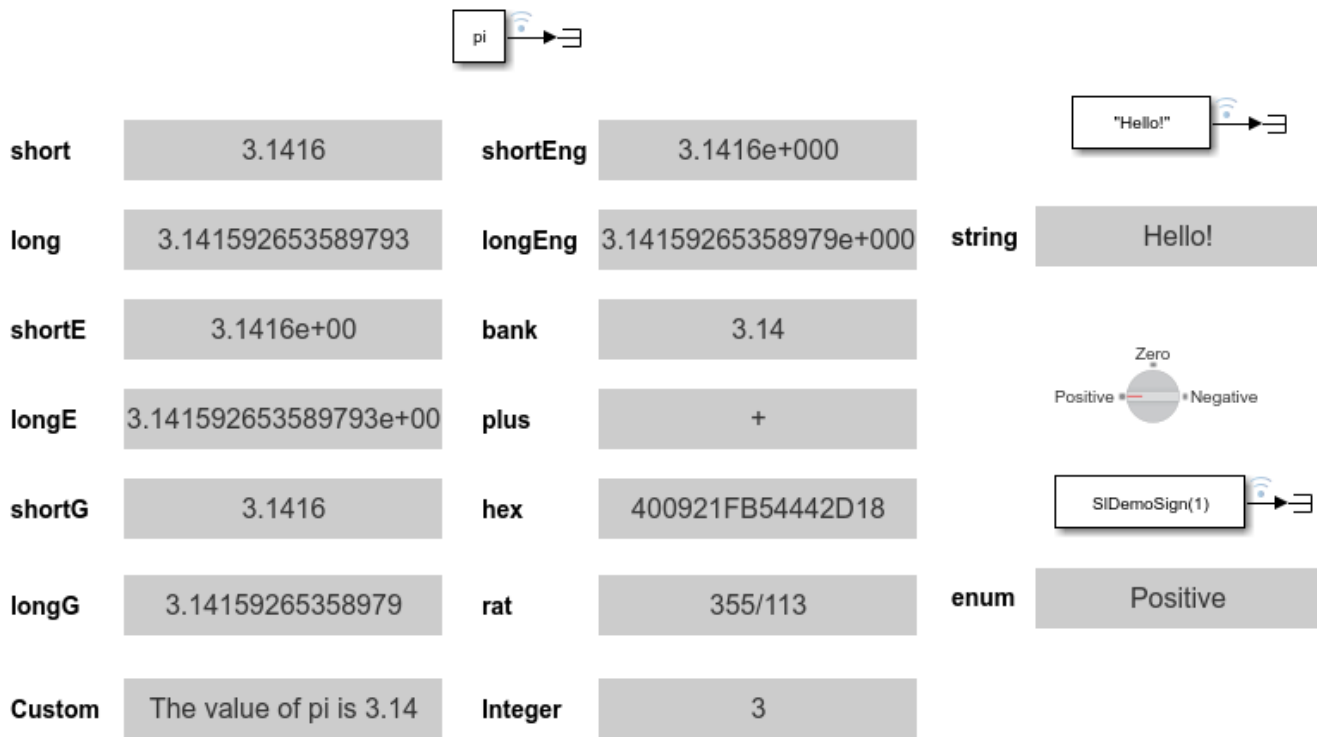 pi
"Hello!"
short 3.1416 shortEng 3.1416e+000
long 3.141592653589793 longEng 3.14159265358979e+000 string Hello!
shortE 3.1416e+00 bank 3.14
Zero
Positive Negative
longE 3.141592653589793e+00 plus +
shortG 3.1416 hex 400921FB54442D18 SlDemoSign(1)
longG 3.14159265358979 rat 355/113 enum Positive
Custom The value of pi is 3.14 Integer 3